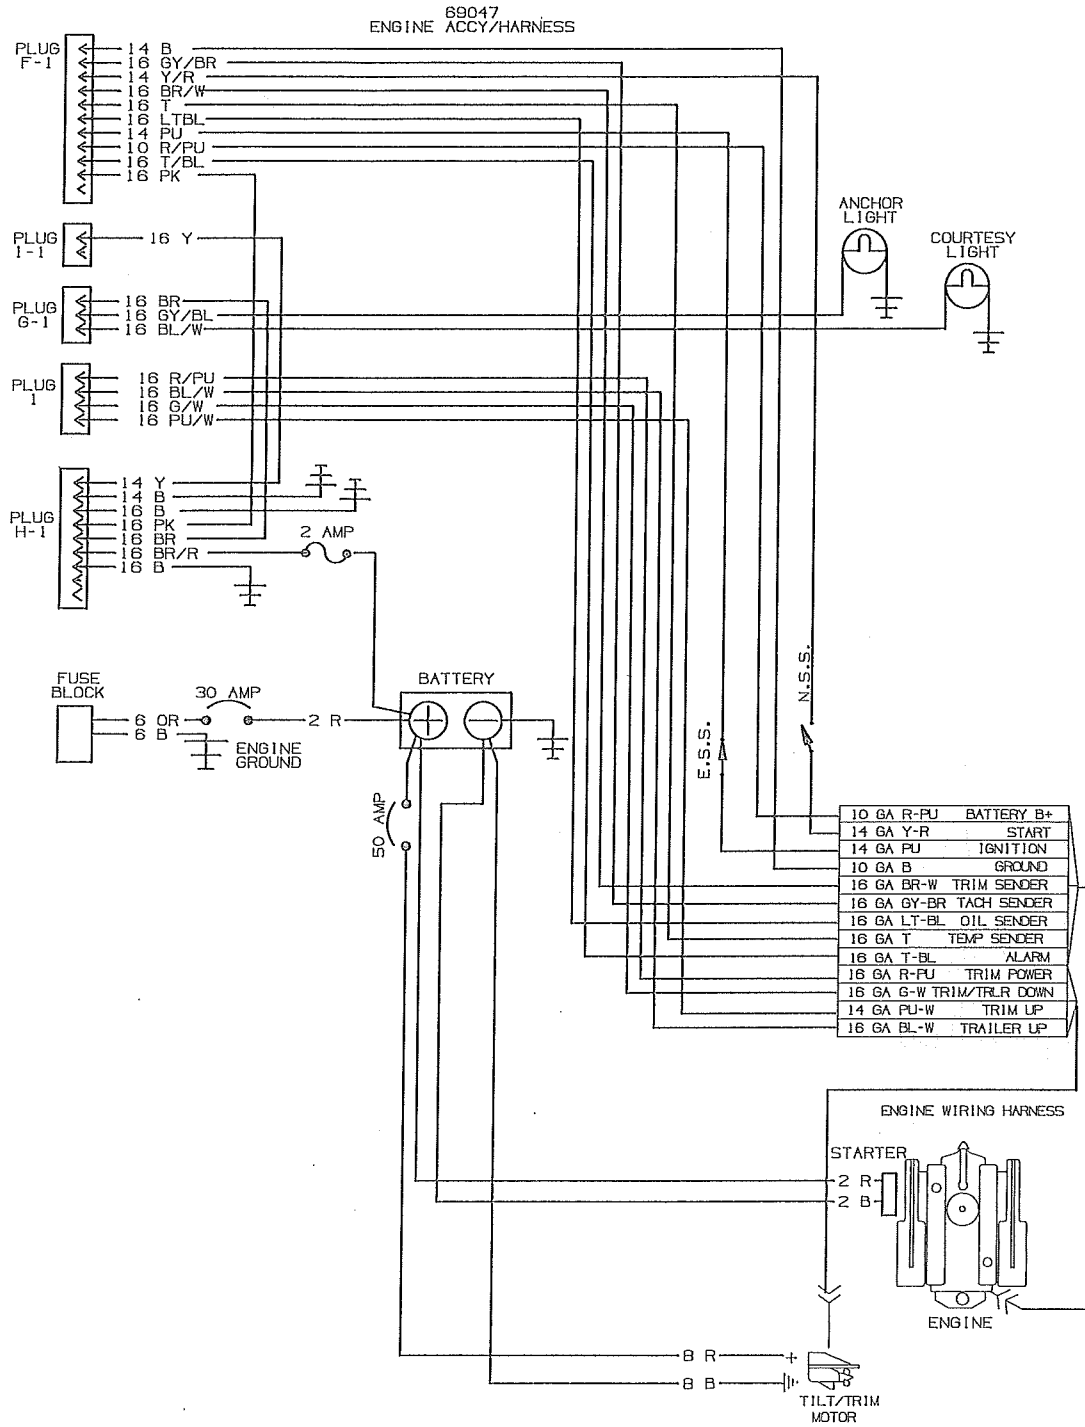 69047
ENGINE ACCY/HARNESS
PLUG
F-1
14 B
16 GY/BR
14 Y/R
16 BR/W
16 T
16 LTBL
14 PU
10 R/PU
16 T/BL
16 PK
PLUG
I-1
16 Y
ANCHOR
LIGHT
COURTESY
LIGHT
PLUG
G-1
16 BR
16 GY/BL
16 BL/W
PLUG
1
16 R/PU
16 BL/W
16 G/W
16 PU/W
PLUG
H-1
14 Y
14 B
16 B
16 PK
16 BR
16 BR/R
16 B
2 AMP
FUSE
BLOCK
30 AMP
BATTERY
6 OR
2 R
6 B
ENGINE
GROUND
50 AMP
E.S.S.
N.S.S.
10 GA R-PU BATTERY B+
14 GA Y-R START
14 GA PU IGNITION
10 GA B GROUND
16 GA BR-W TRIM SENDER
16 GA GY-BR TACH SENDER
16 GA LT-BL OIL SENDER
16 GA T TEMP SENDER
16 GA T-BL ALARM
16 GA R-PU TRIM POWER
16 GA G-W TRIM/TRLR DOWN
14 GA PU-W TRIM UP
16 GA BL-W TRAILER UP
ENGINE WIRING HARNESS
STARTER
2 R
2 B
ENGINE
8 R +
8 B
TILT/TRIM
MOTOR